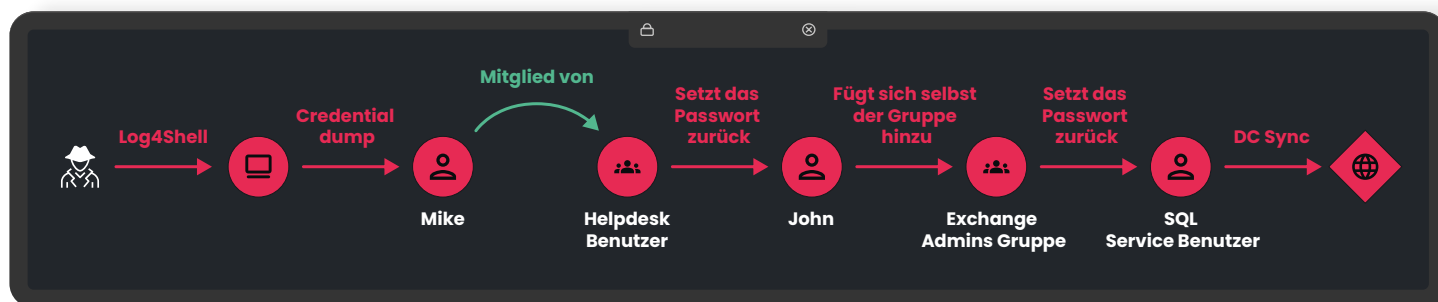 Mitglied von
Log4Shell
Credential
dump
Setzt das
Passwort
zurück
Fügt sich selbst
der Gruppe
hinzu
Setzt das
Passwort
zurück
DC Sync
Mike
Helpdesk
Benutzer
John
Exchange
Admins Gruppe
SQL
Service Benutzer